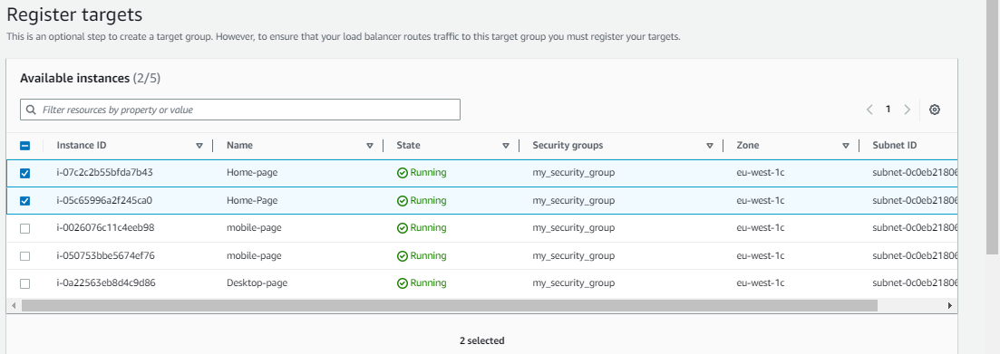 Register targets
This is an optional step to create a target group. However, to ensure that your load balancer routes traffic to this target group you must register your targets.
Available instances (2/5)
Filter resources by property or value
1
Instance ID Name State Security groups Zone Subnet ID
i-07c2c2b55bfda7b43 Home-page Running my_security_group eu-west-1c subnet-0c0eb21806
i-05c65996a2f245ca0 Home-Page Running my_security_group eu-west-1c subnet-0c0eb21806
i-0026076c11c4eeb98 mobile-page Running my_security_group eu-west-1c subnet-0c0eb21806
i-050753bbe5674ef76 mobile-page Running my_security_group eu-west-1c subnet-0c0eb21806
i-0a22563eb8d4c9d86 Desktop-page Running my_security_group eu-west-1c subnet-0c0eb21806
2 selected